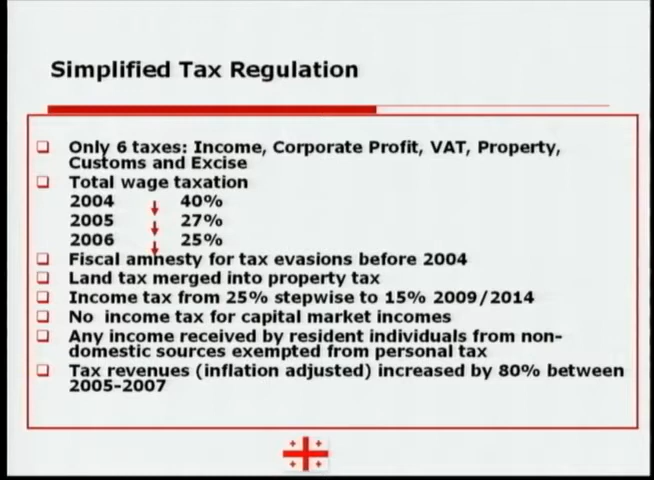 Simplified Tax Regulation
Only 6 taxes: Income, Corporate Profit, VAT, Property,
Customs and Excise
Total wage taxation
2004 40%
2005 27%
2006 25%
Fiscal amnesty for tax evasions before 2004
Land tax merged into property tax
Income tax from 25% stepwise to 15% 2009/2014
No income tax for capital market incomes
Any income received by resident individuals from non-
domestic sources exempted from personal tax
Tax revenues (inflation adjusted) increased by 80% between
2005-2007